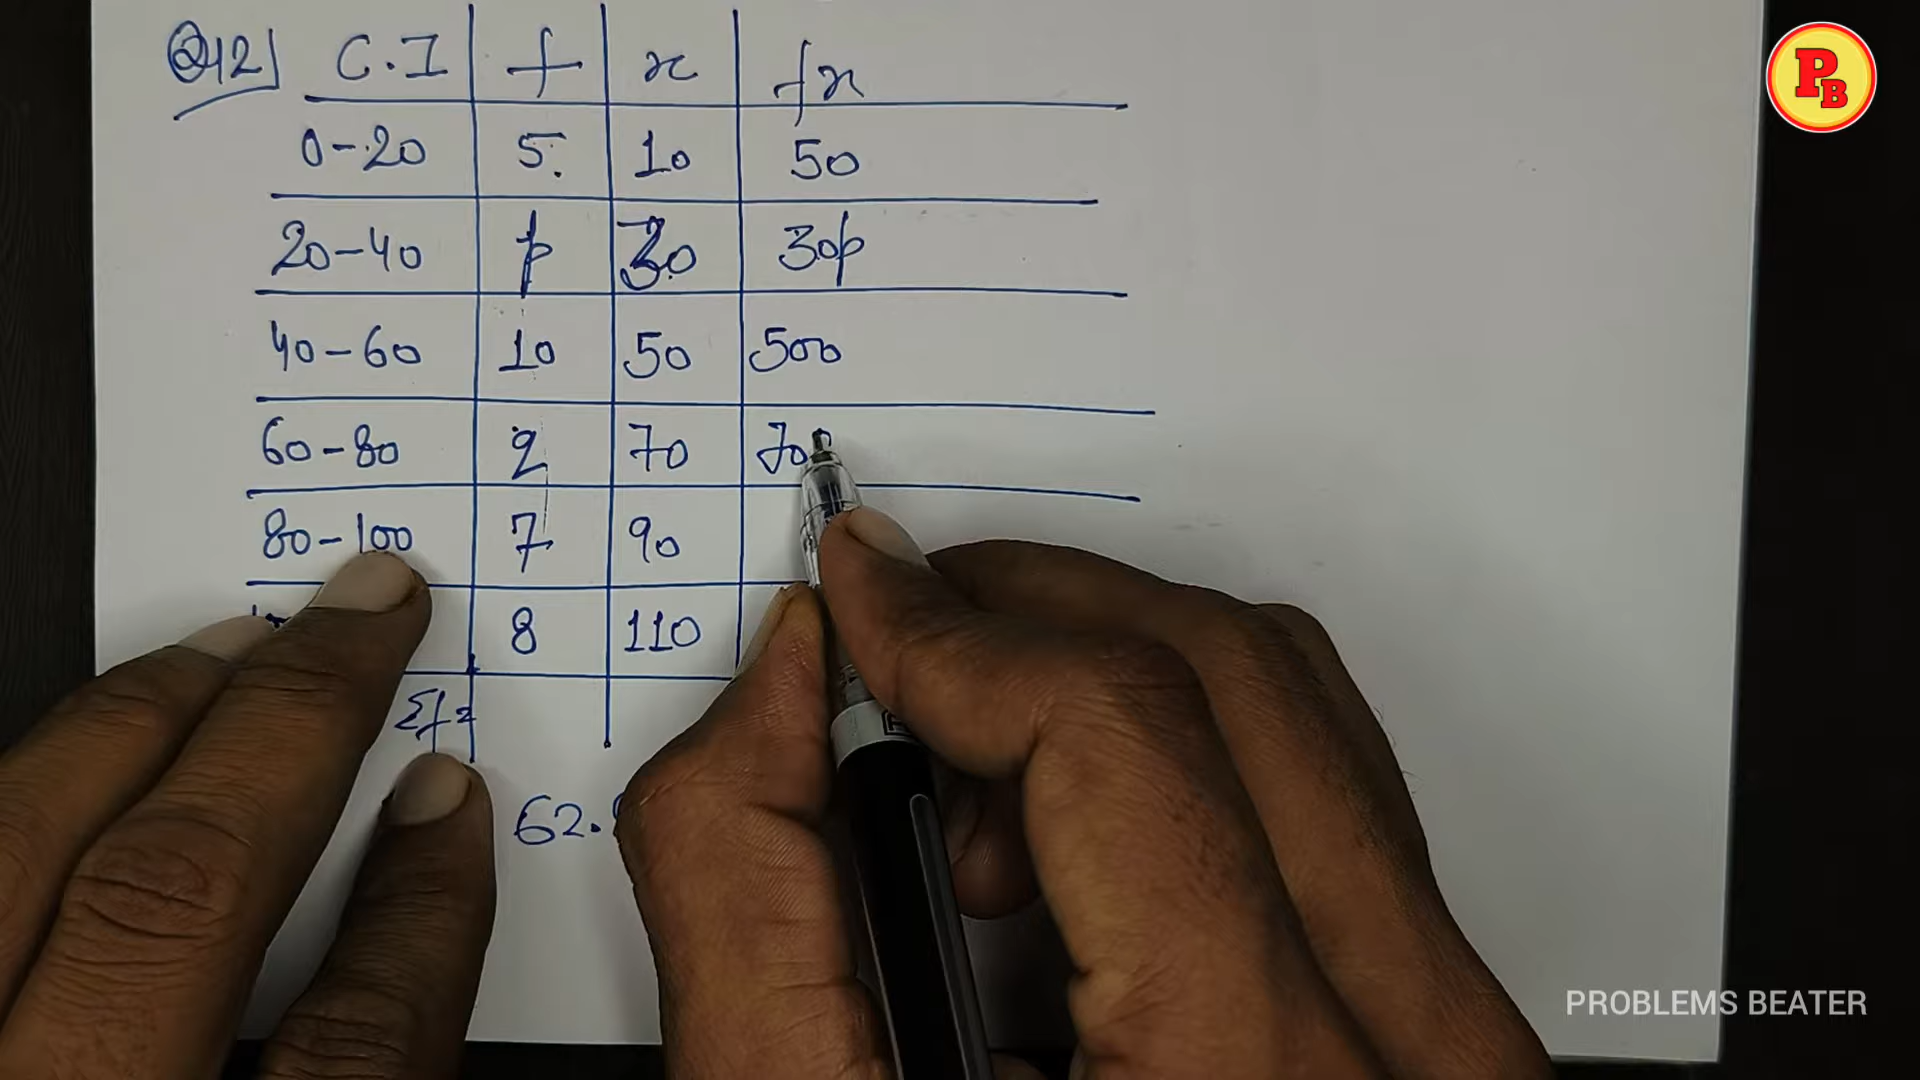 Q12] C.I f x fx
0-20 5 10 50
20-40 p 30 30p
40-60 10 50 500
60-80 q 70 70
80-100 7 90
8 110
Σf =
62.
PB
PROBLEMS BEATER